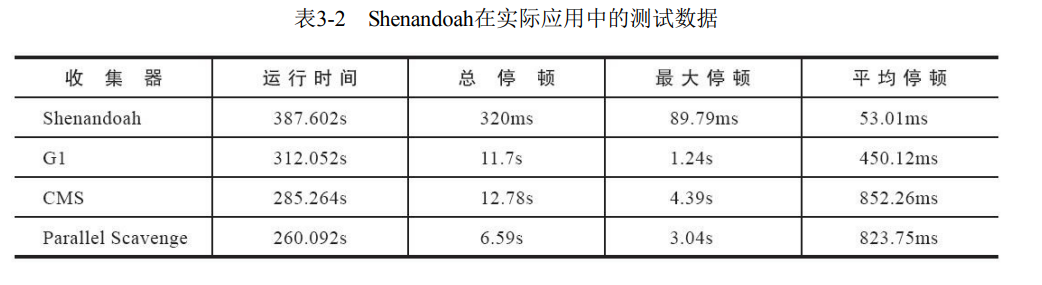 表3-2 Shenandoah在实际应用中的测试数据
收集器 运行时间 总停顿 最大停顿 平均停顿
Shenandoah 387.602s 320ms 89.79ms 53.01ms
G1 312.052s 11.7s 1.24s 450.12ms
CMS 285.264s 12.78s 4.39s 852.26ms
Parallel Scavenge 260.092s 6.59s 3.04s 823.75ms